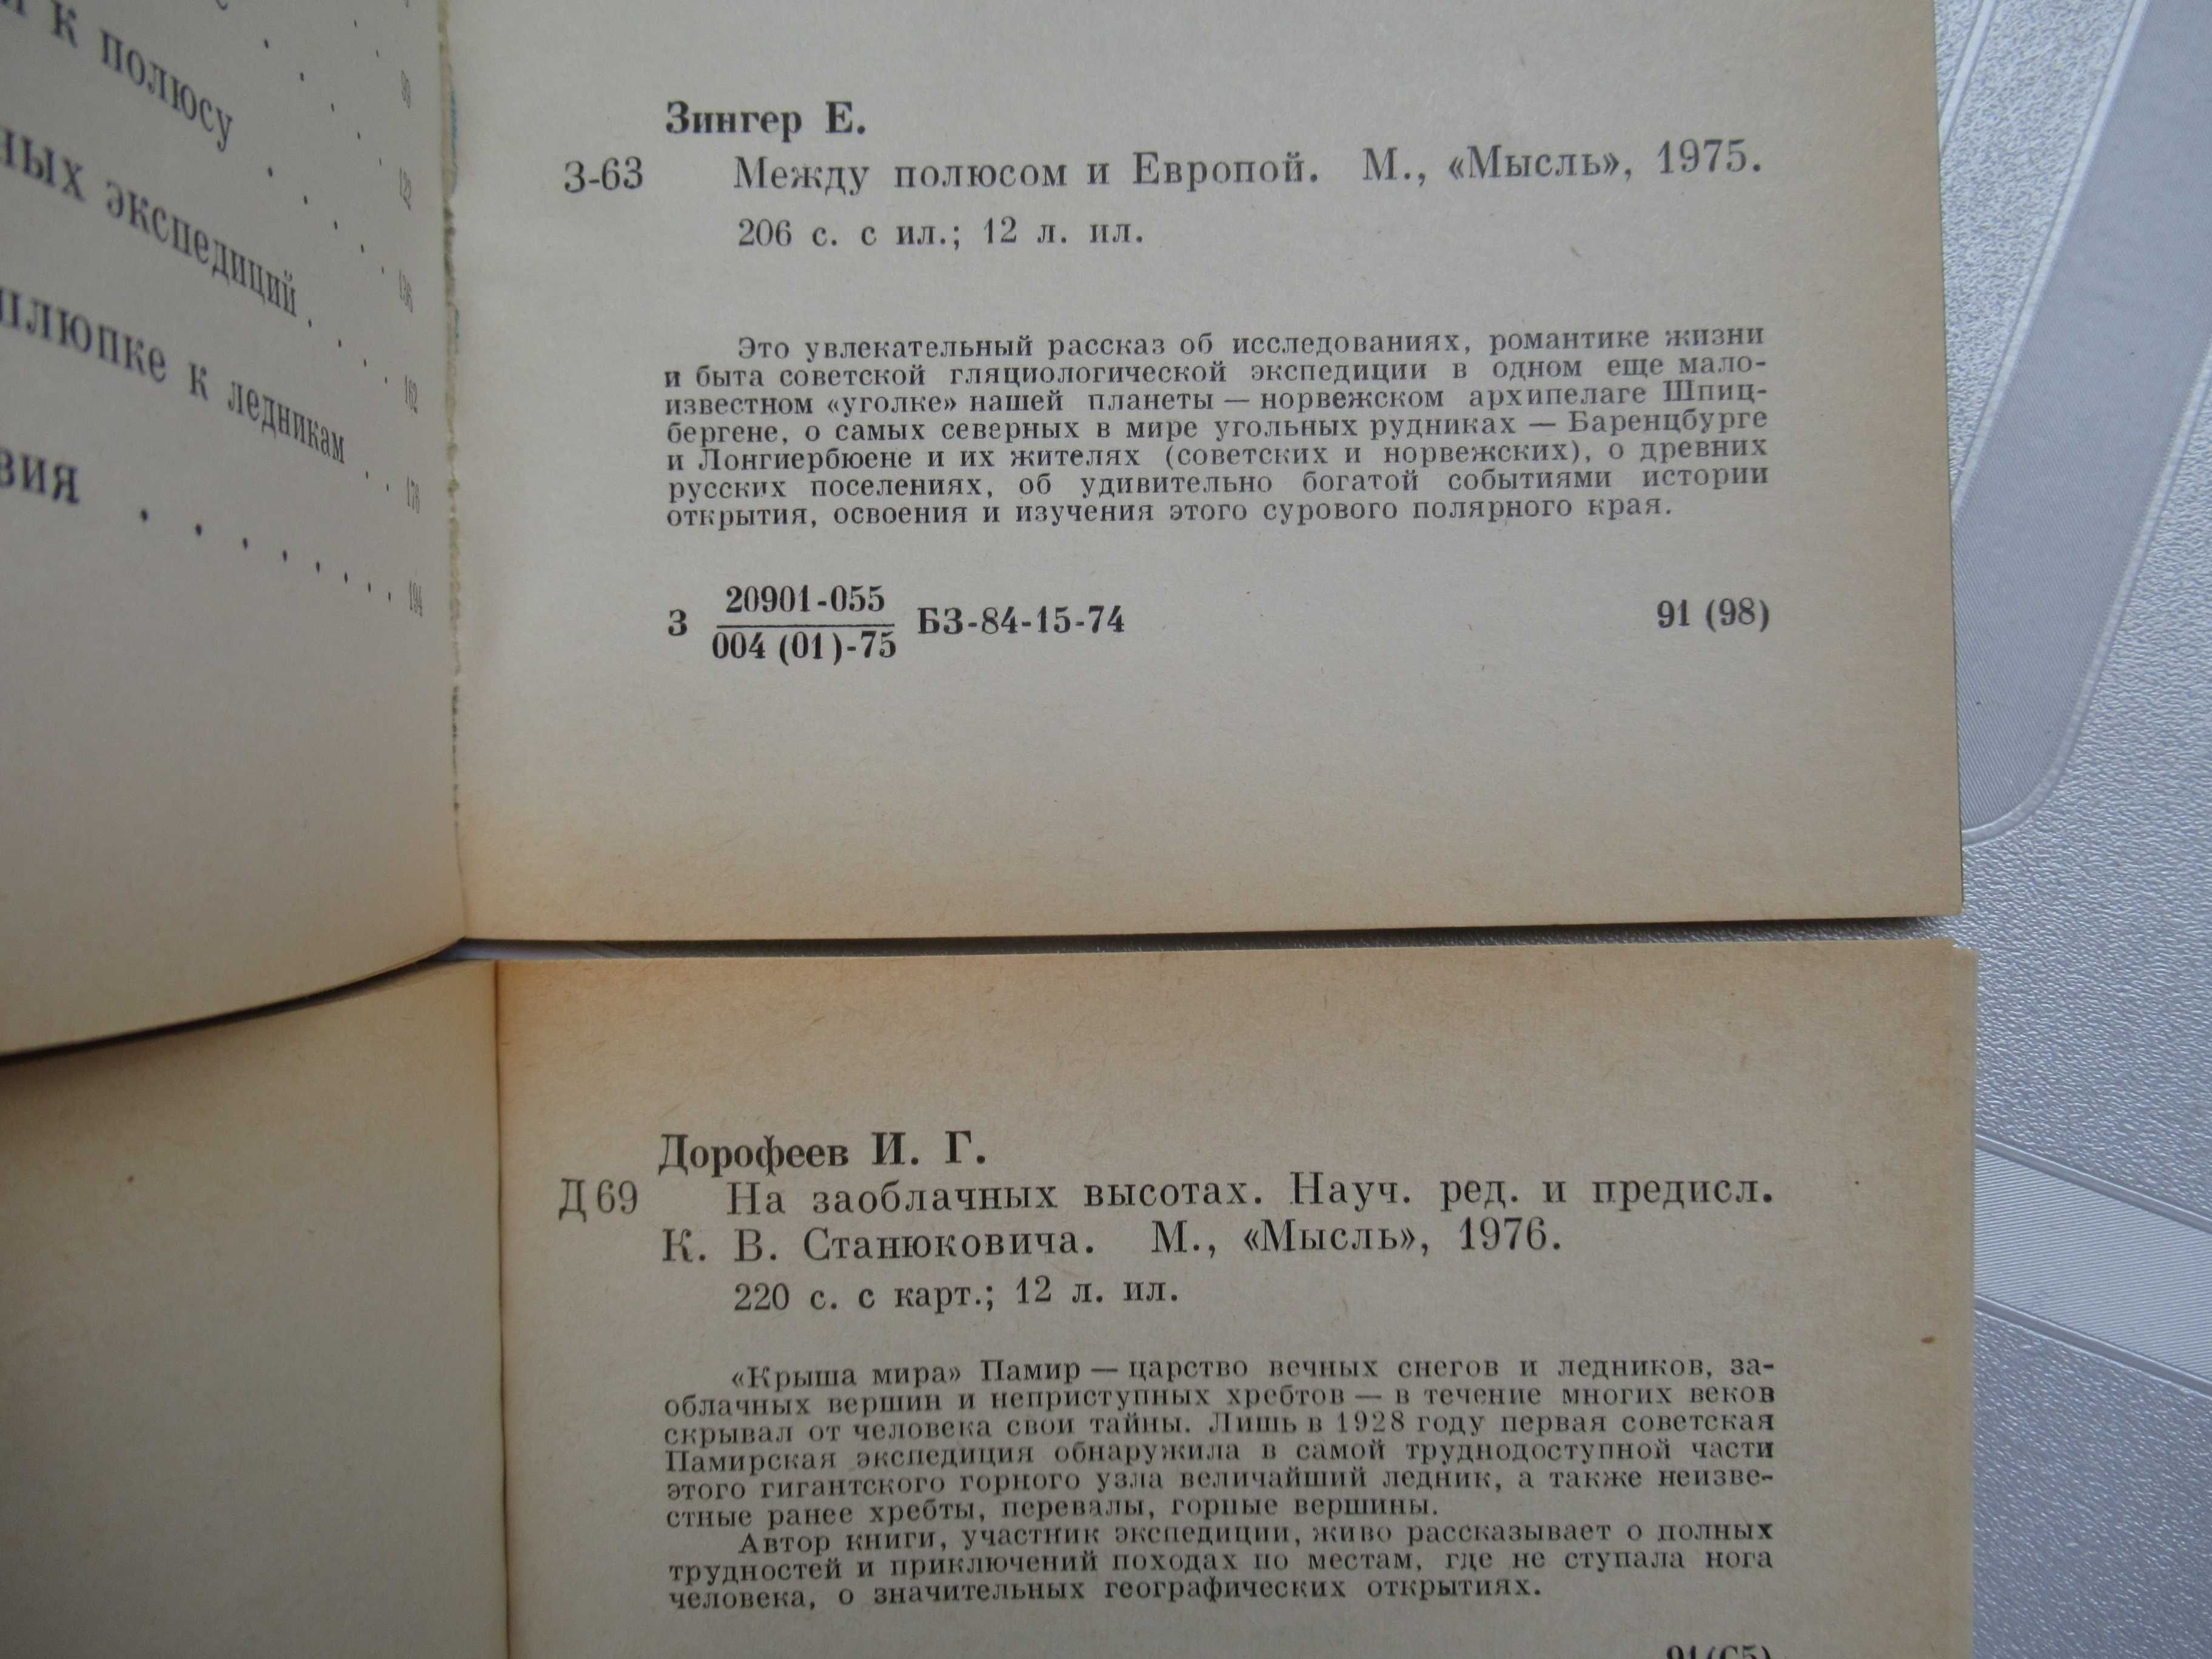 к полюсу
98
129
экспедиций
136
к ледникам
162
178
194
Зингер Е.
З-63 Между полюсом и Европой. М., «Мысль», 1975.
206 с. с ил.; 12 л. ил.
Это увлекательный рассказ об исследованиях, романтике жизни
и быта советской гляциологической экспедиции в одном еще мало-
известном «уголке» нашей планеты — норвежском архипелаге Шпиц-
бергене, о самых северных в мире угольных рудниках — Баренцбурге
и Лонгиербюене и их жителях (советских и норвежских), о древних
русских поселениях, об удивительно богатой событиями истории
открытия, освоения и изучения этого сурового полярного края.
З 20901-055 БЗ-84-15-74 91 (98)
004 (01)-75
Дорофеев И. Г.
Д 69 На заоблачных высотах. Науч. ред. и предисл.
К. В. Станюковича. М., «Мысль», 1976.
220 с. с карт.; 12 л. ил.
«Крыша мира» Памир — царство вечных снегов и ледников, за-
облачных вершин и неприступных хребтов — в течение многих веков
скрывал от человека свои тайны. Лишь в 1928 году первая советская
Памирская экспедиция обнаружила в самой труднодоступной части
этого гигантского горного узла величайший ледник, а также неизве-
стные ранее хребты, перевалы, горные вершины.
Автор книги, участник экспедиции, живо рассказывает о полных
трудностей и приключений походах по местам, где не ступала нога
человека, о значительных географических открытиях.
91(С5)